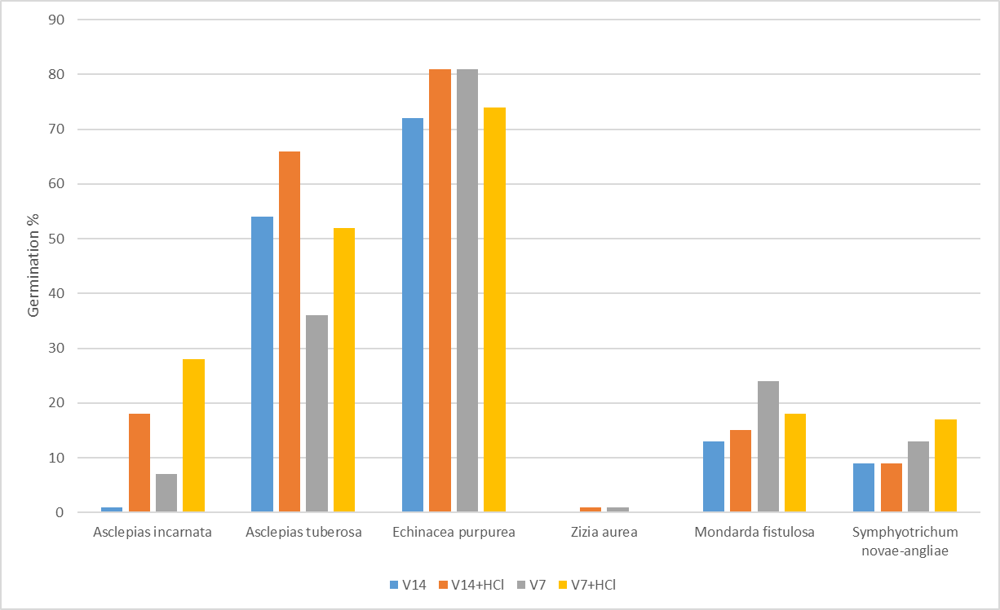 90
80
70
60
50
40
30
20
10
0
Germination %
Asclepias incarnata
Asclepias tuberosa
Echinacea purpurea
Zizia aurea
Mondarda fistulosa
Symphyotrichum
novae-angliae
V14
V14+HCl
V7
V7+HCl